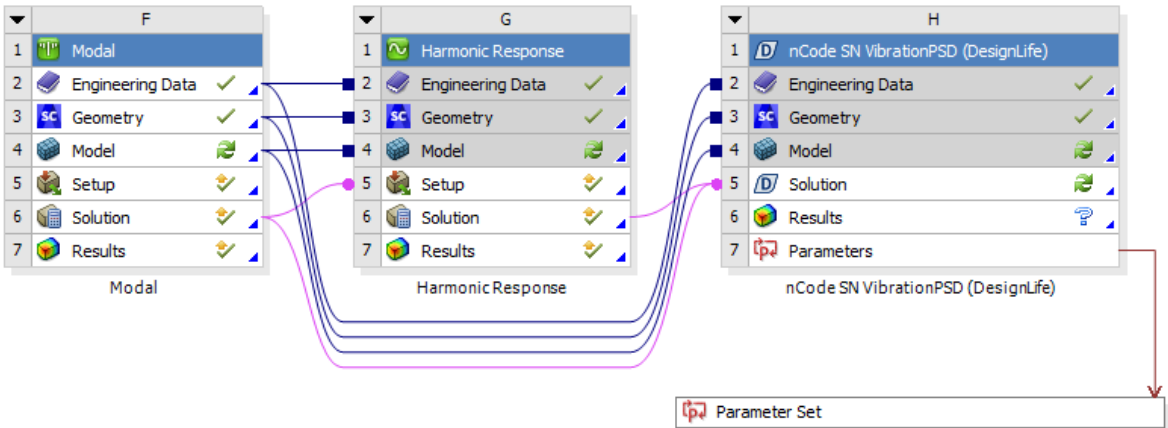 F
1 Modal
2 Engineering Data
3 SC Geometry
4 Model
5 Setup
6 Solution
7 Results
Modal
G
1 Harmonic Response
2 Engineering Data
3 SC Geometry
4 Model
5 Setup
6 Solution
7 Results
Harmonic Response
H
1 D nCode SN VibrationPSD (DesignLife)
2 Engineering Data
3 SC Geometry
4 Model
5 D Solution
6 Results ?
7 p Parameters
nCode SN VibrationPSD (DesignLife)
p Parameter Set